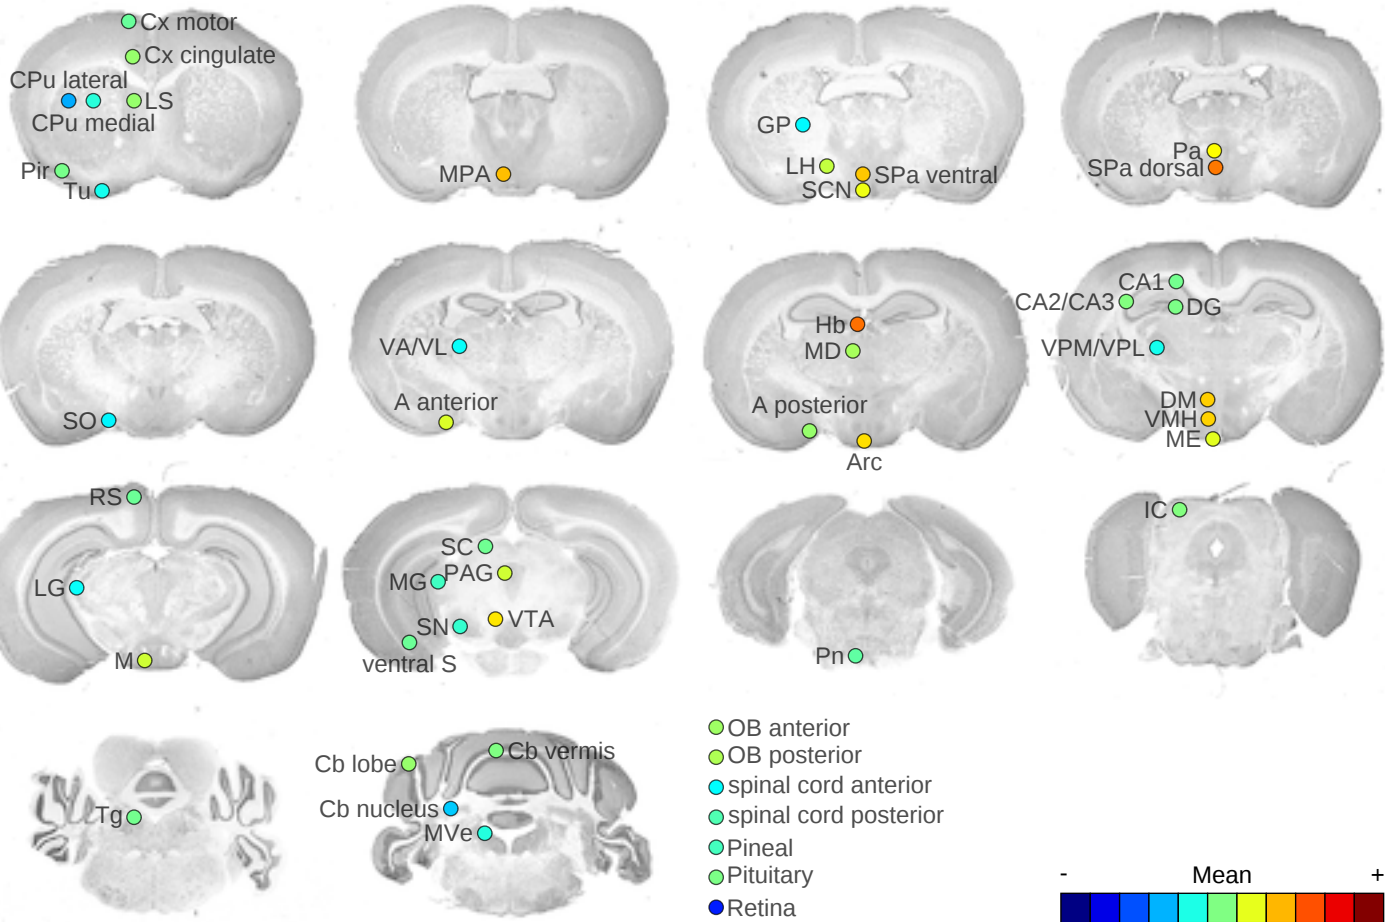 Cx motor
Cx cingulate
CPu lateral
LS
CPu medial
Pir
Tu
MPA
GP
LH
SPa ventral
SCN
Pa
SPa dorsal
SO
VA/VL
A anterior
Hb
MD
A posterior
Arc
CA1
CA2/CA3
DG
VPM/VPL
DM
VMH
ME
RS
LG
M
SC
MG
PAG
SN
VTA
ventral S
Pn
IC
Tg
Cb lobe
Cb vermis
Cb nucleus
MVe
OB anterior
OB posterior
spinal cord anterior
spinal cord posterior
Pineal
Pituitary
Retina
- Mean +